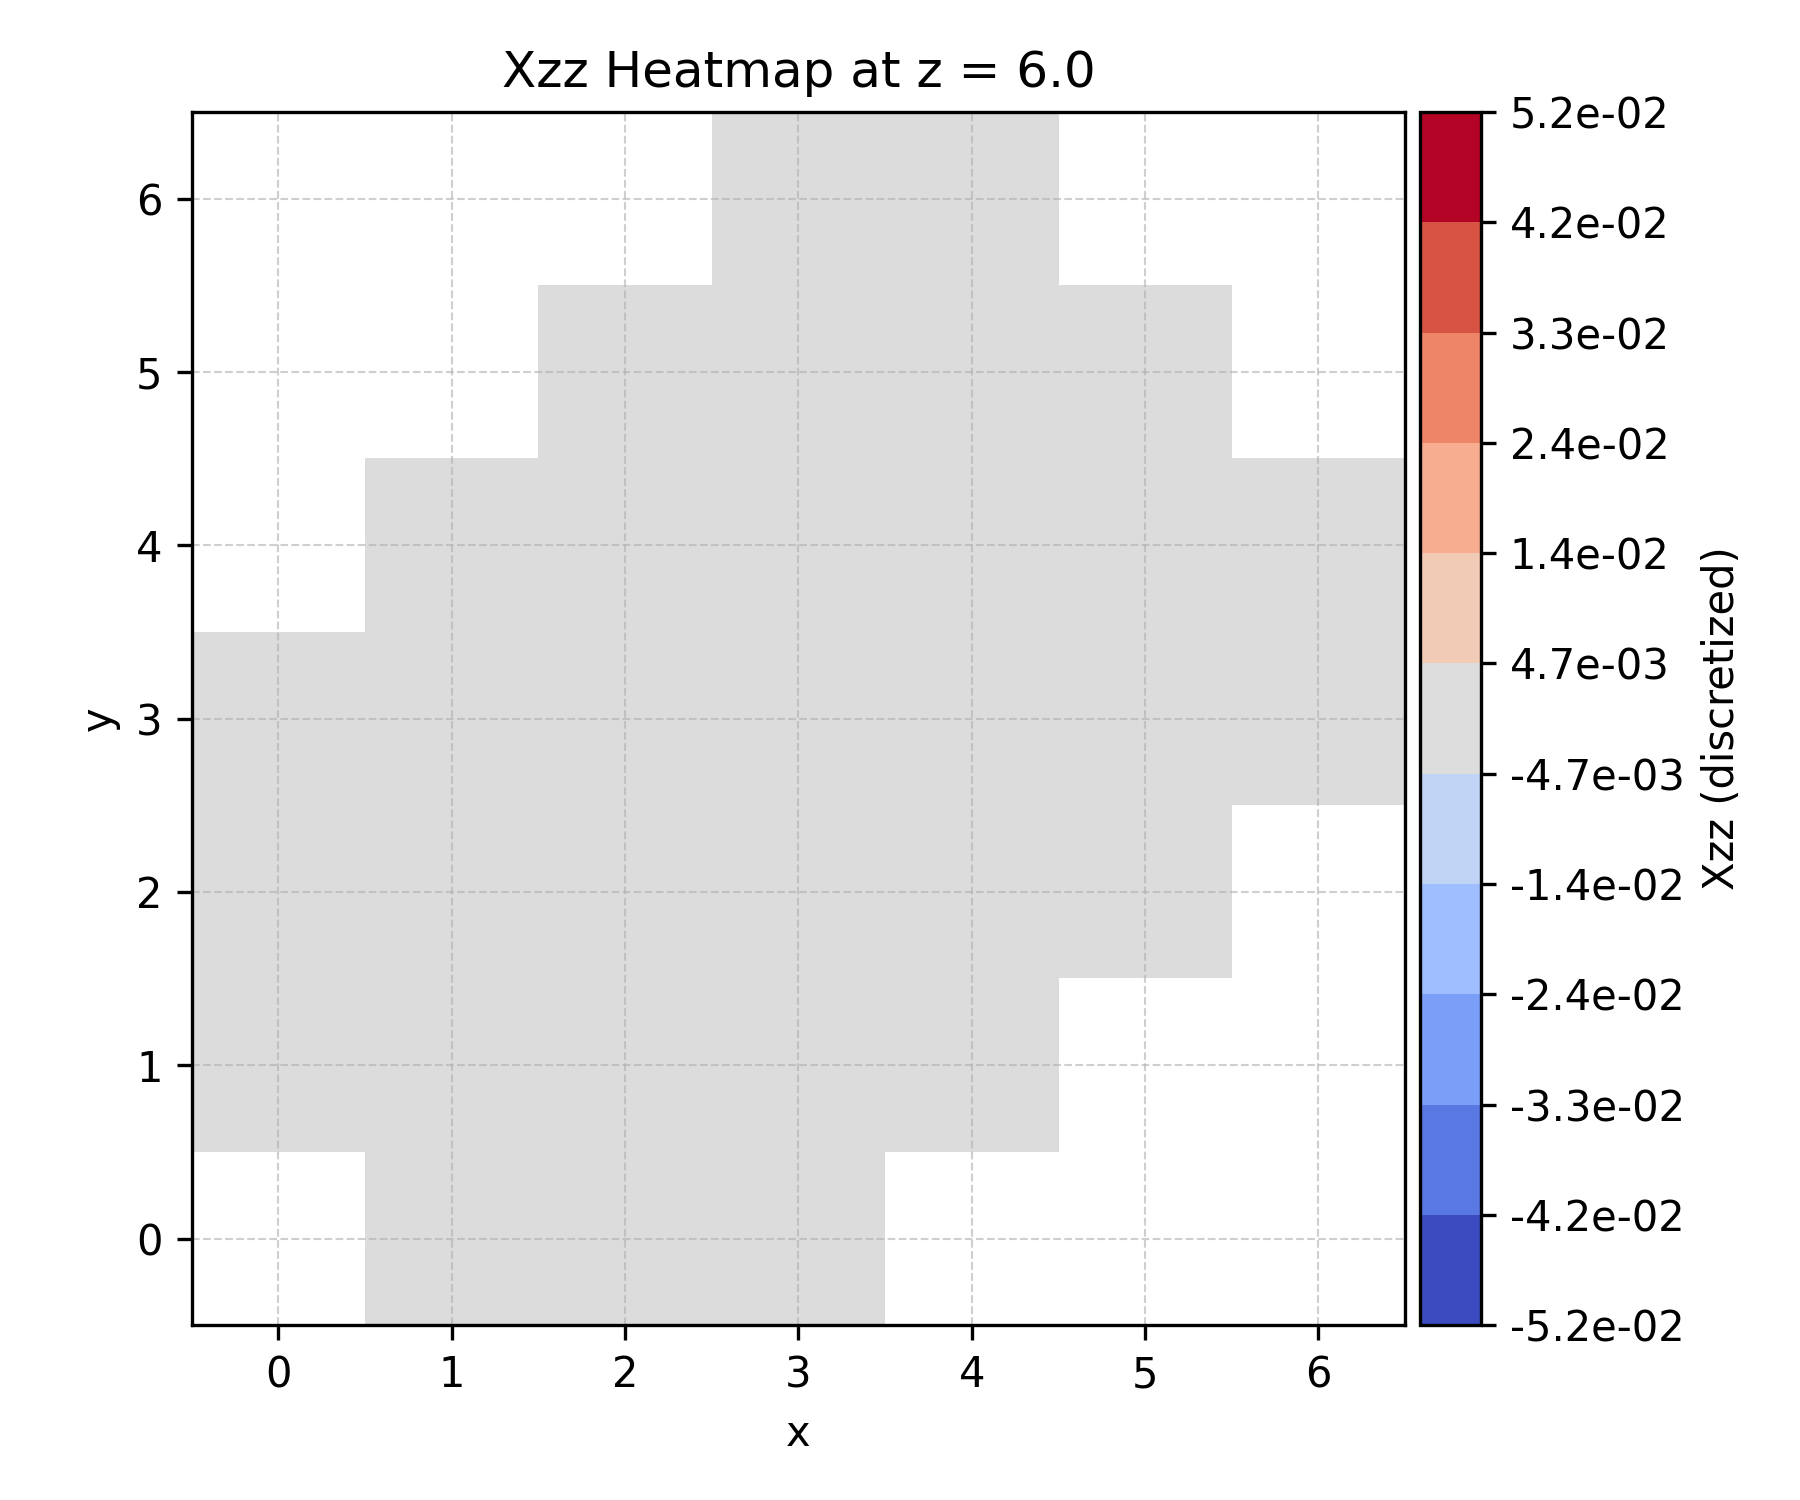 Xzz Heatmap at z = 6.0
6
5
4
3
2
1
0
y
0 1 2 3 4 5 6
x
5.2e-02
4.2e-02
3.3e-02
2.4e-02
1.4e-02
4.7e-03
-4.7e-03
-1.4e-02
-2.4e-02
-3.3e-02
-4.2e-02
-5.2e-02
Xzz (discretized)